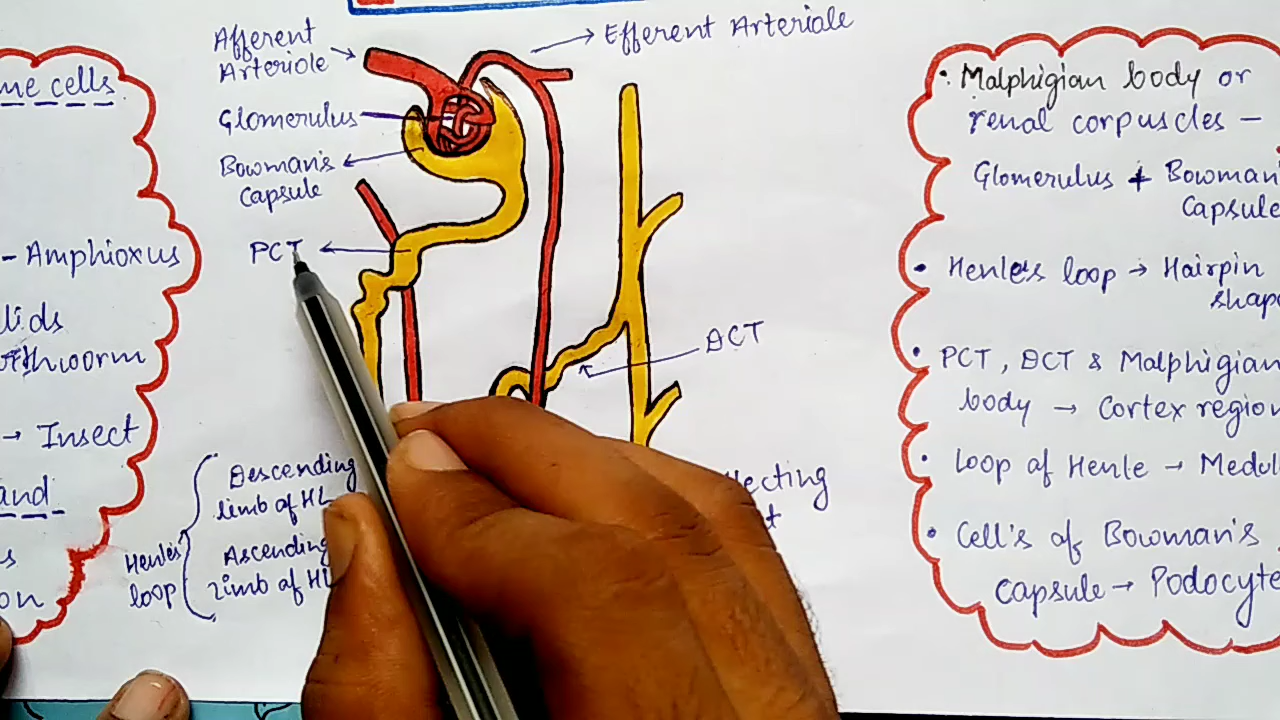 me cells
- Amphioxus
lids
→ Insect
and
on
Afferent
Arteriole
Efferent Arteriole
Glomerulus
Bowman's
Capsule
PCT
DCT
Descending
limb of HL
Ascending
limb of HL
Henle's
loop
lecting
• Malphigian body or
renal corpuscles –
Glomerulus + Bowman'
Capsule
• Henle's loop → Hairpin
shap
• PCT, DCT & Malphigian
body → Cortex region
• Loop of Henle → Medul
• Cell's of Bowman's
capsule → Podocyte